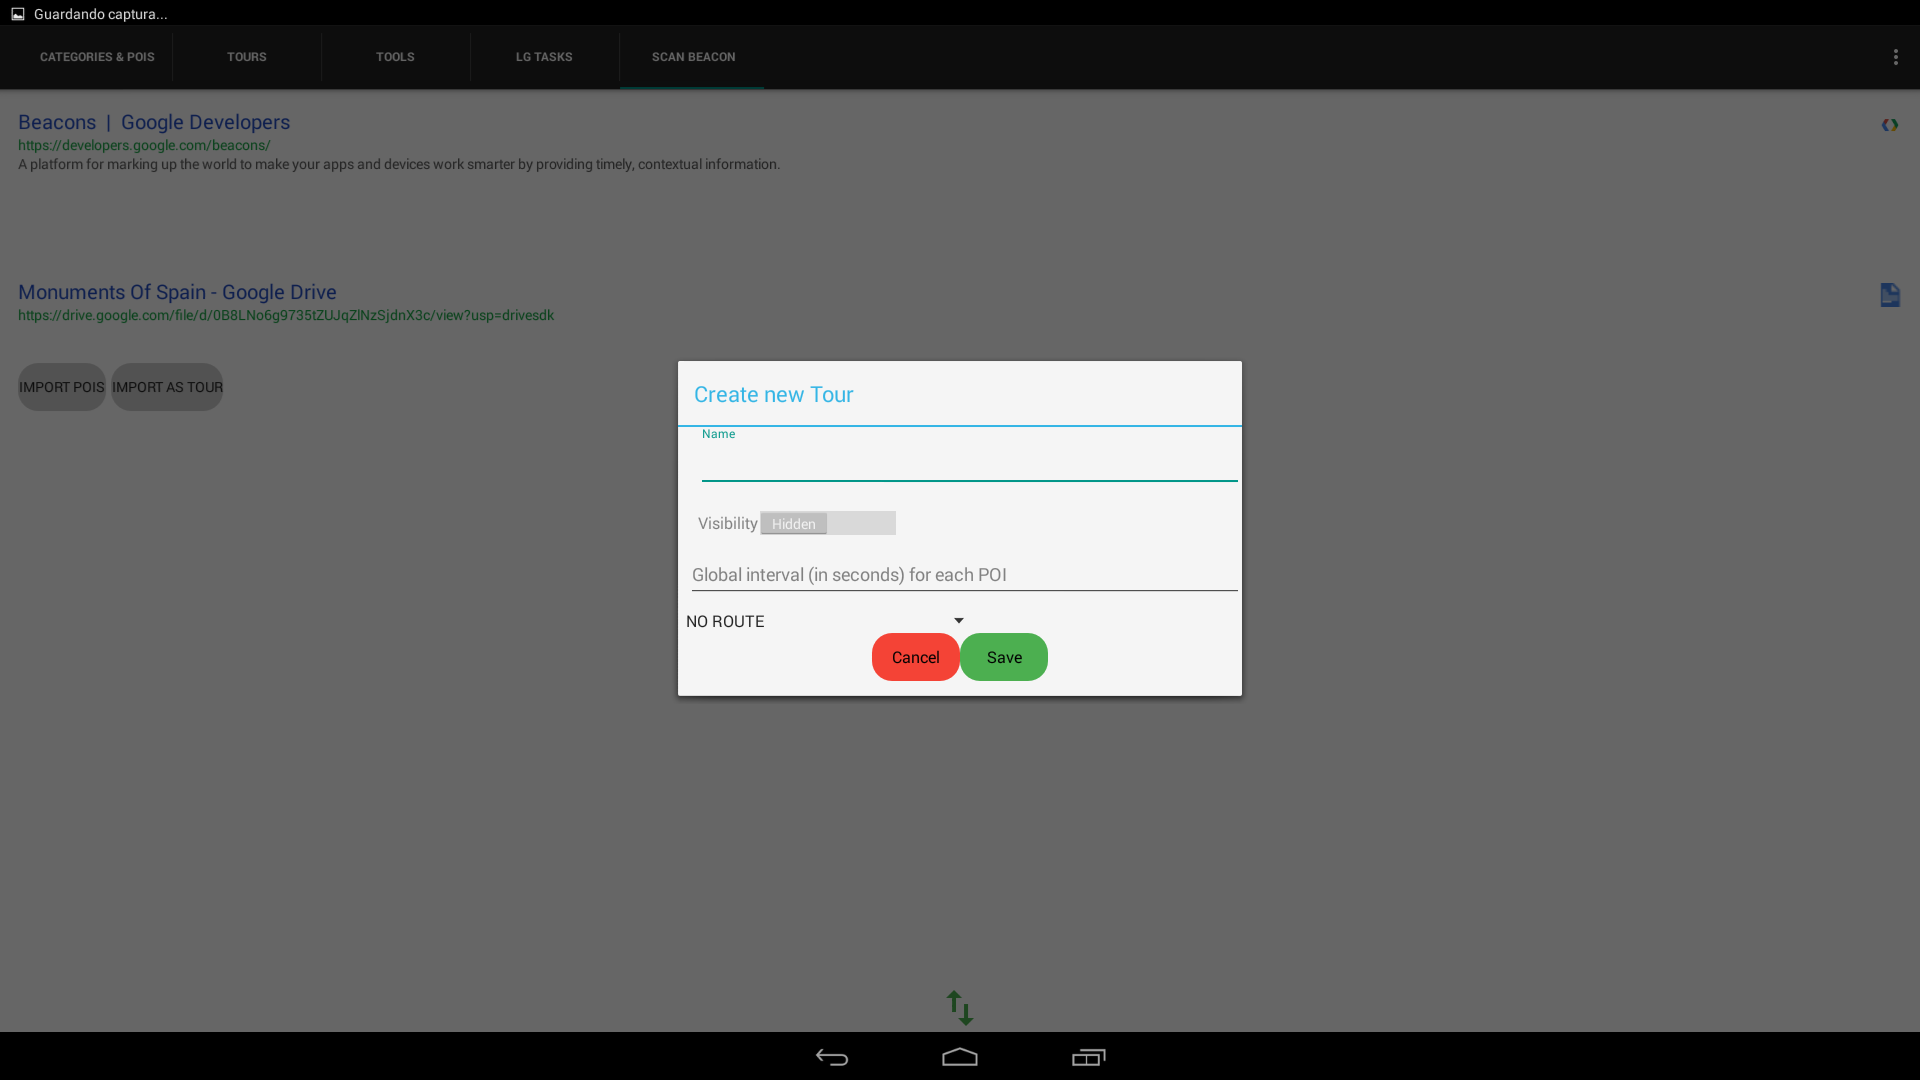 Guardando captura...
CATEGORIES & POIS
TOURS
TOOLS
LG TASKS
SCAN BEACON
Beacons | Google Developers
https://developers.google.com/beacons/
A platform for marking up the world to make your apps and devices work smarter by providing timely, contextual information.
Monuments Of Spain - Google Drive
https://drive.google.com/file/d/0B8LNo6g9735tZUJqZlNzSjdnX3c/view?usp=drivesdk
IMPORT POIS
IMPORT AS TOUR
Create new Tour
Name
Visibility Hidden
Global interval (in seconds) for each POI
NO ROUTE
Cancel
Save